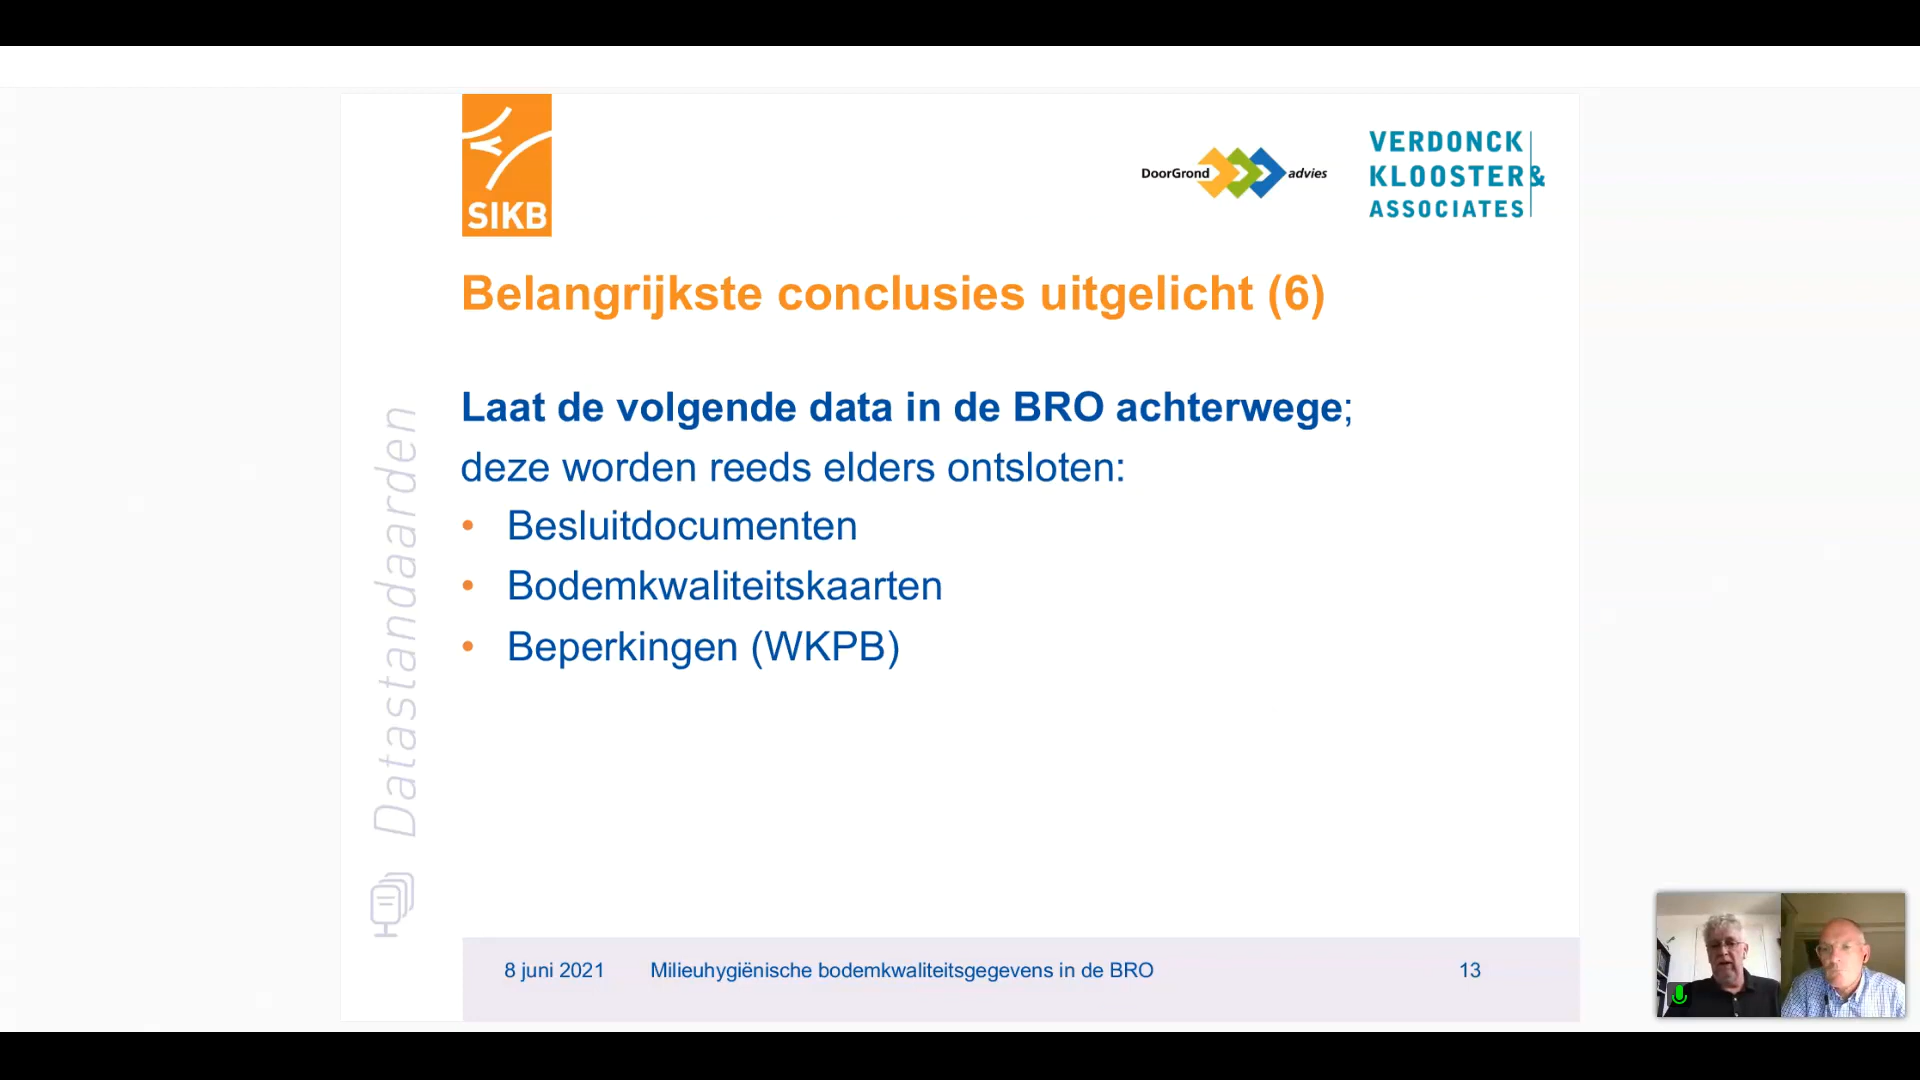 SIKB
DoorGrond advies
VERDONCK
KLOOSTER&
ASSOCIATES
Belangrijkste conclusies uitgelicht (6)
Laat de volgende data in de BRO achterwege;
deze worden reeds elders ontsloten:
• Besluitdocumenten
• Bodemkwaliteitskaarten
• Beperkingen (WKPB)
Datastandaarden
8 juni 2021 Milieuhygiënische bodemkwaliteitsgegevens in de BRO 13